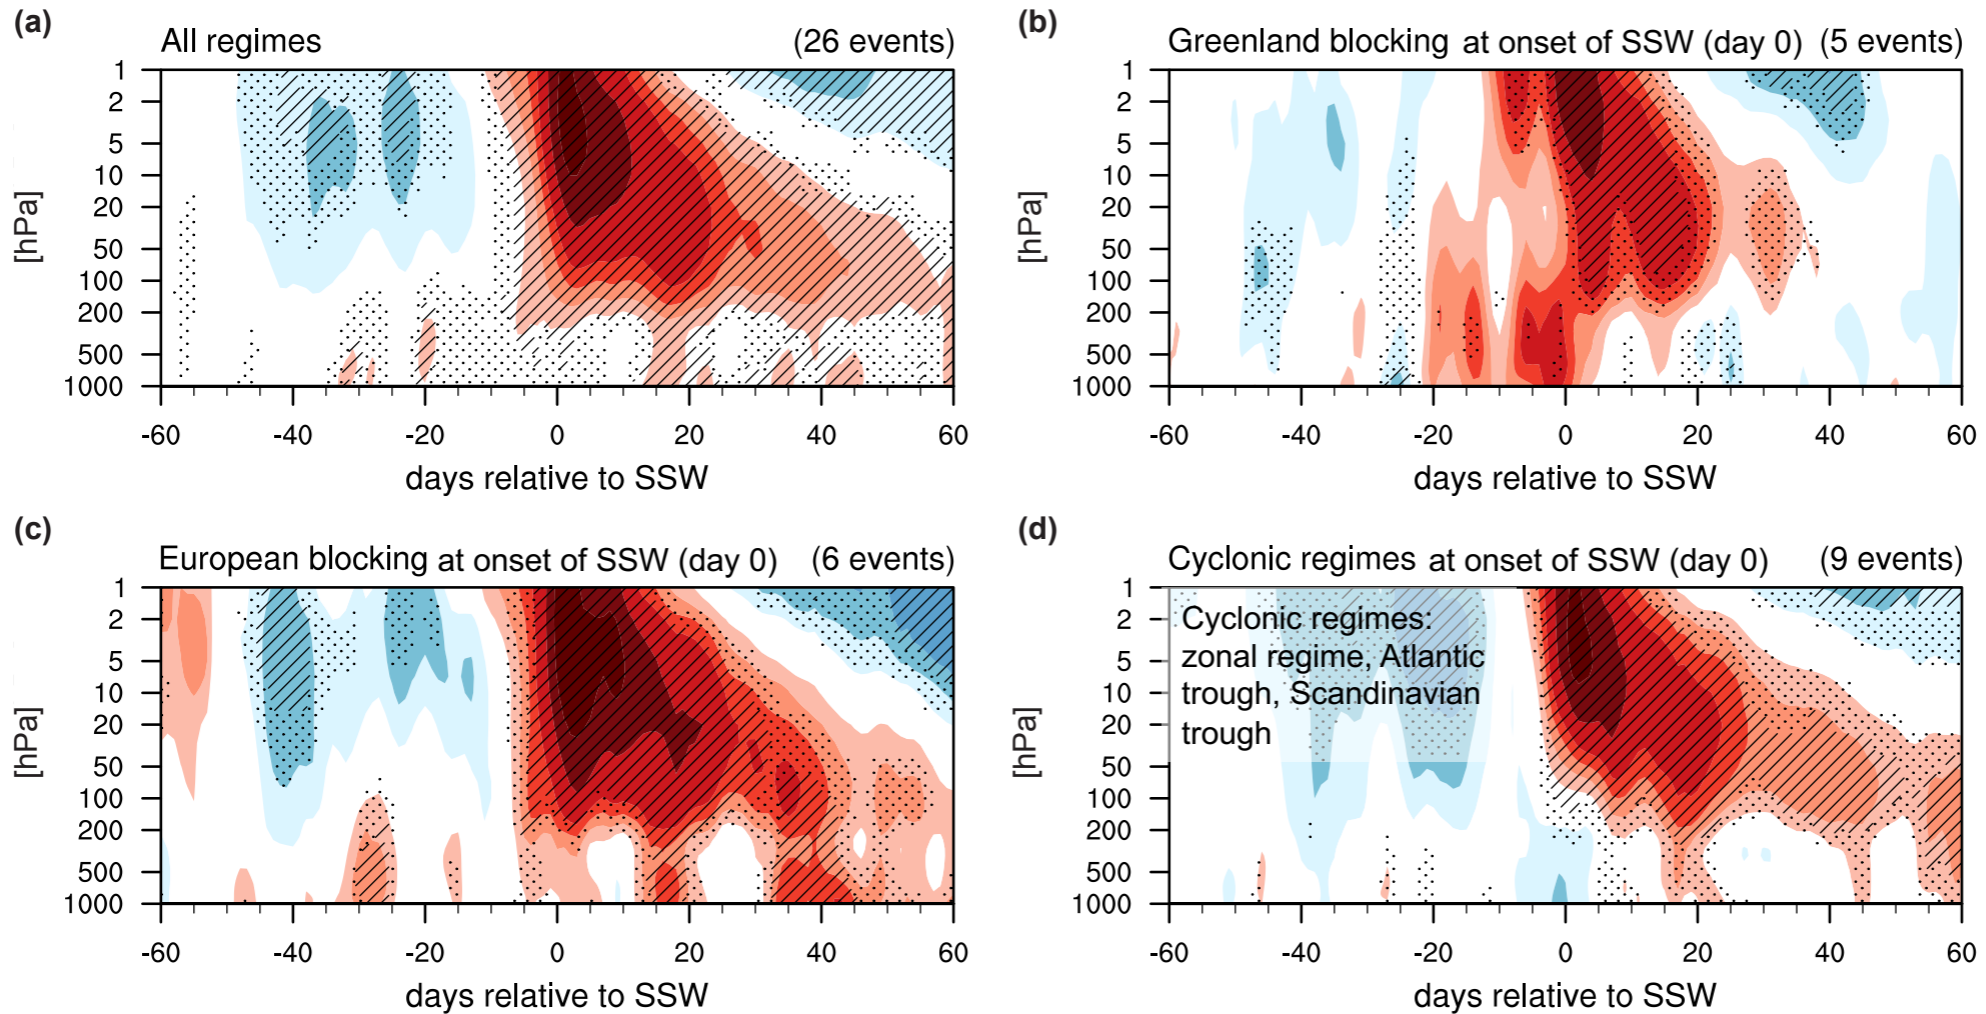 (a)
All regimes (26 events)
1
2
5
10
20
50
100
200
500
1000
[hPa]
-60 -40 -20 0 20 40 60
days relative to SSW
(b)
Greenland blocking at onset of SSW (day 0) (5 events)
1
2
5
10
20
50
100
200
500
1000
[hPa]
-60 -40 -20 0 20 40 60
days relative to SSW
(c)
European blocking at onset of SSW (day 0) (6 events)
1
2
5
10
20
50
100
200
500
1000
[hPa]
-60 -40 -20 0 20 40 60
days relative to SSW
(d)
Cyclonic regimes at onset of SSW (day 0) (9 events)
Cyclonic regimes:
zonal regime, Atlantic
trough, Scandinavian
trough
1
2
5
10
20
50
100
200
500
1000
[hPa]
-60 -40 -20 0 20 40 60
days relative to SSW